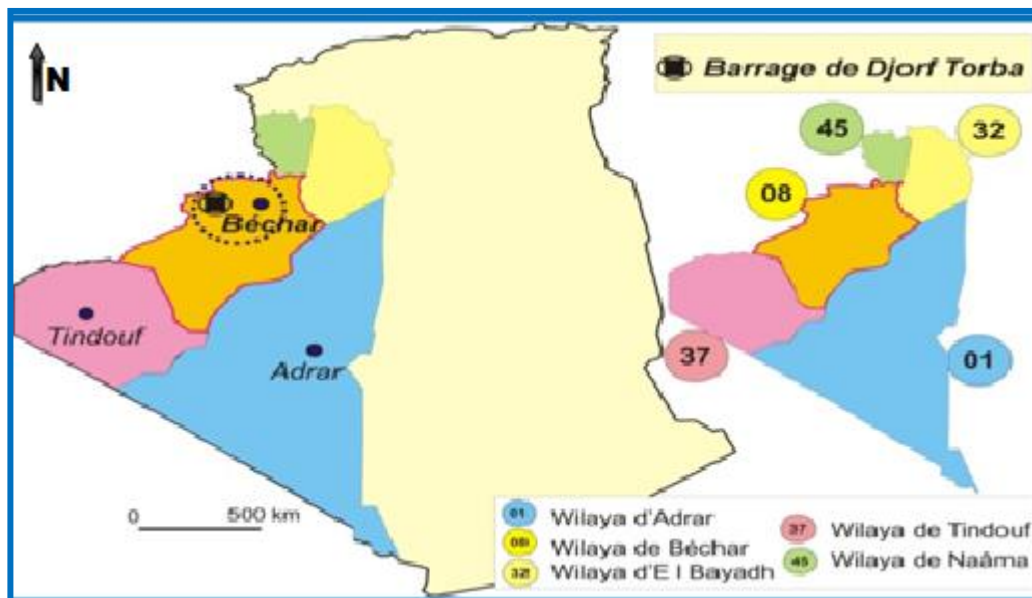 N
Barrage de Djorf Torba
45
32
08
Béchar
Tindouf
37
Adrar
01
0 500 km
01 Wilaya d'Adrar
08 Wilaya de Béchar
32 Wilaya d'El Bayadh
37 Wilaya de Tindouf
45 Wilaya de Naâma